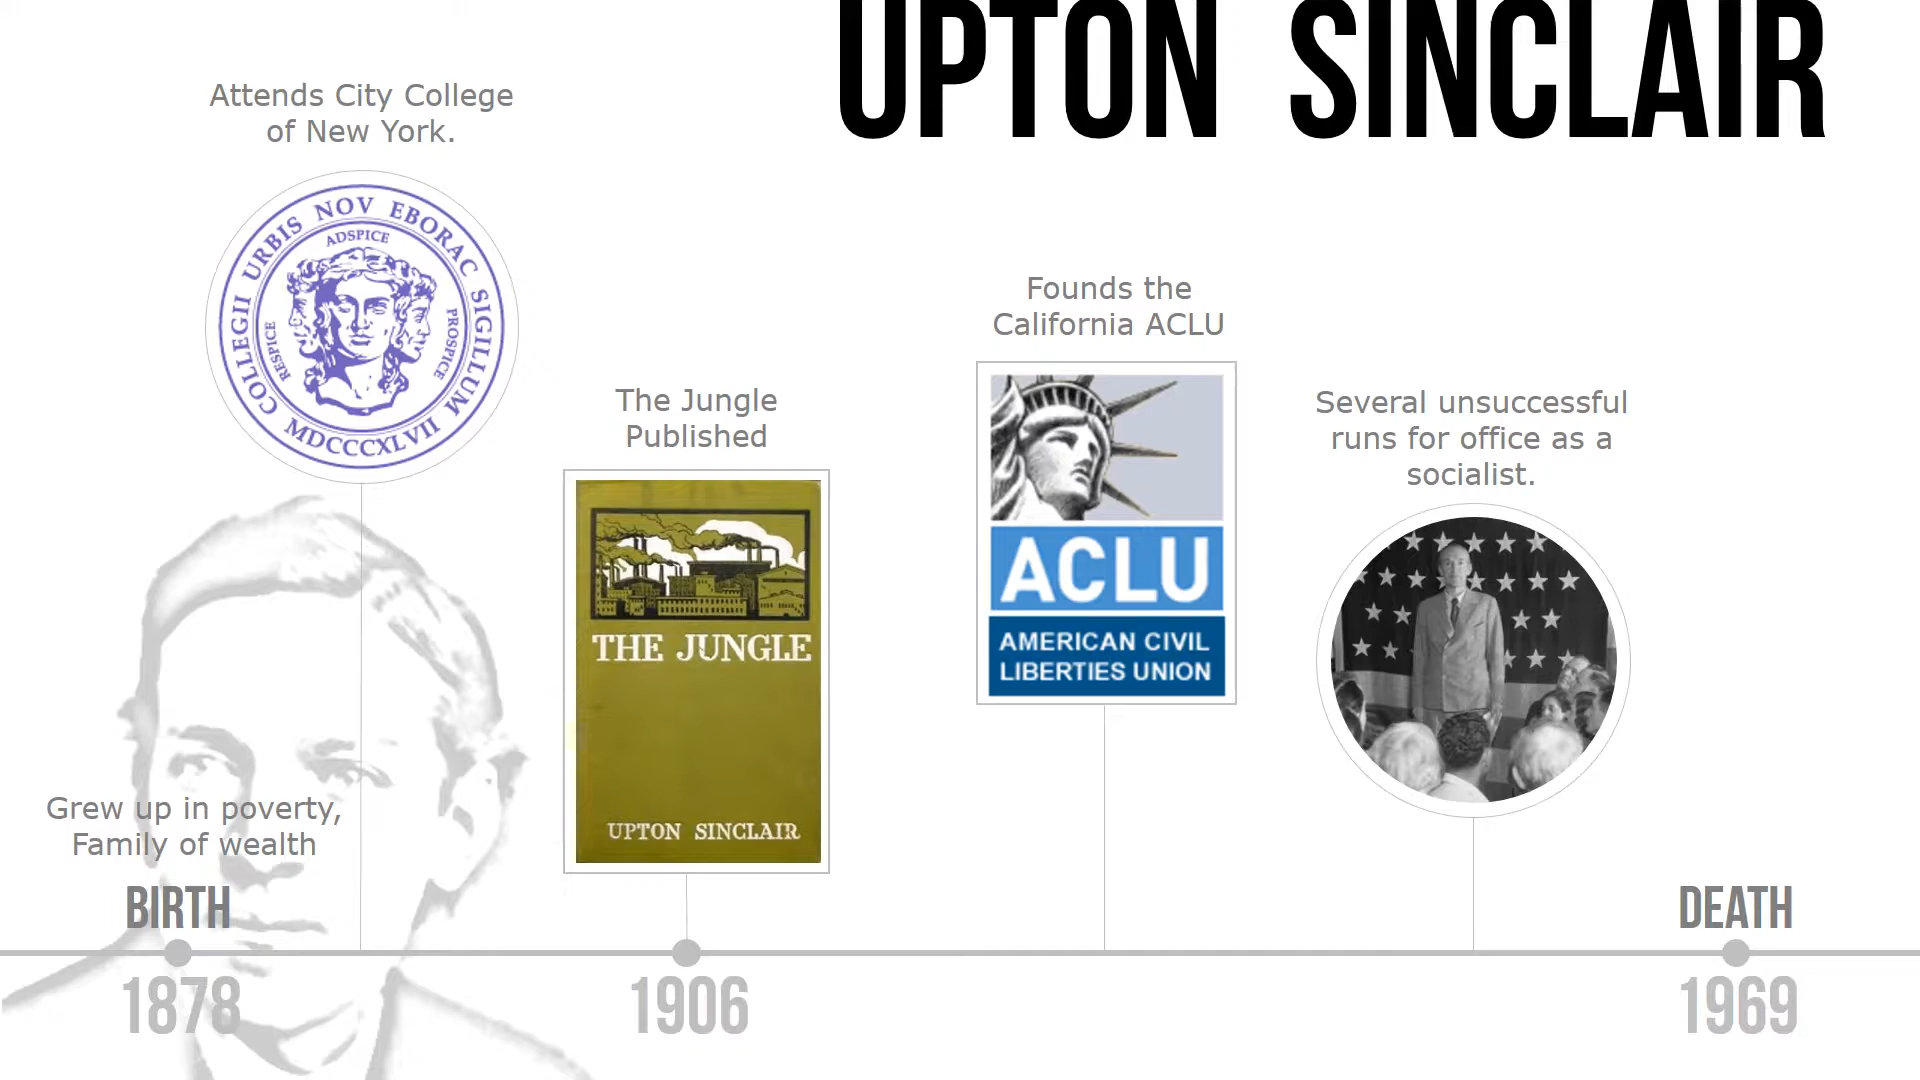 UPTON SINCLAIR
Attends City College
of New York.
COLLEGII URBIS NOV EBORAC SIGILLUM
MDCCCXLVII
RESPICE ADSPICE PROSPICE
The Jungle
Published
THE JUNGLE
UPTON SINCLAIR
Founds the
California ACLU
ACLU
AMERICAN CIVIL
LIBERTIES UNION
Several unsuccessful
runs for office as a
socialist.
Grew up in poverty,
Family of wealth
BIRTH
1878
1906
DEATH
1969